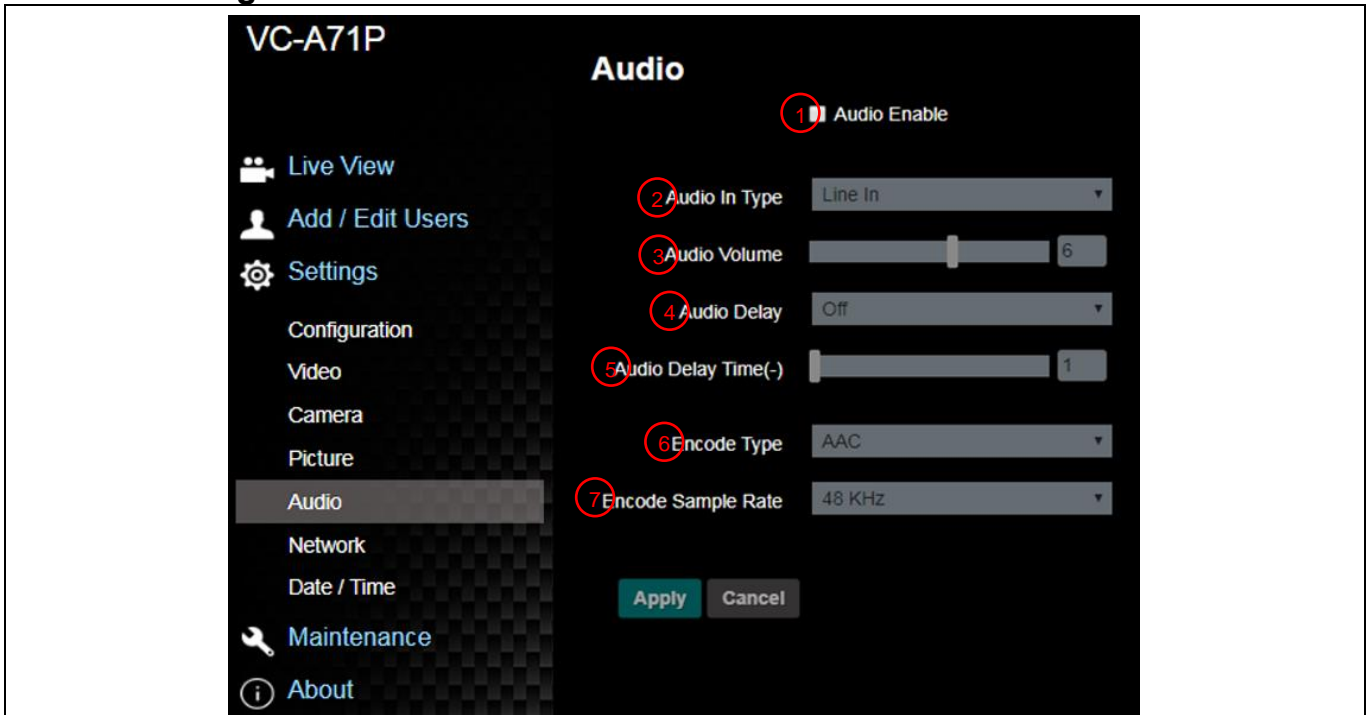 VC-A71P
Audio
1 Audio Enable
Live View
Add / Edit Users
Settings
Configuration
Video
Camera
Picture
Audio
Network
Date / Time
Maintenance
About
2 Audio In Type Line In
3 Audio Volume 6
4 Audio Delay Off
5 Audio Delay Time(-) 1
6 Encode Type AAC
7 Encode Sample Rate 48 KHz
Apply Cancel